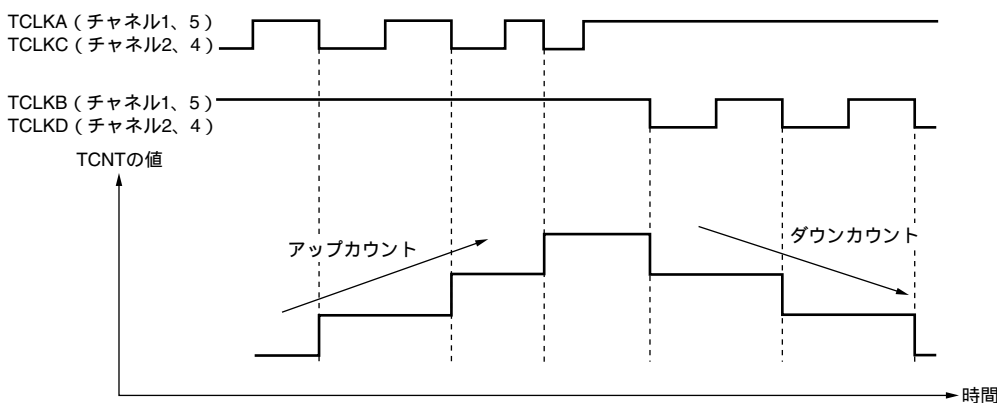 TCLKA(チャネル1、5)
TCLKC(チャネル2、4)
TCLKB(チャネル1、5)
TCLKD(チャネル2、4)
TCNTの値
アップカウント
ダウンカウント
時間